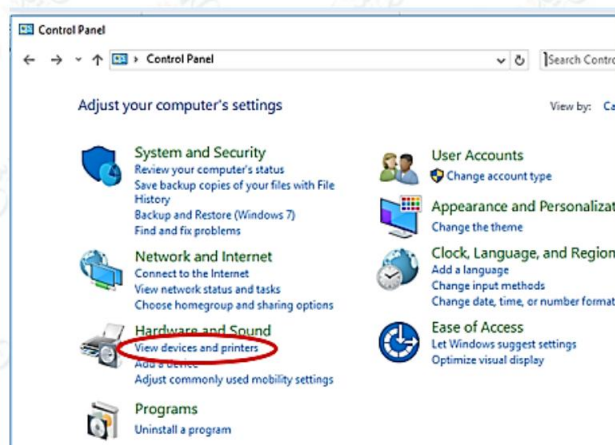 Control Panel
Control Panel
Search Contro
Adjust your computer's settings
View by: Ca
System and Security
Review your computer's status
Save backup copies of your files with File
History
Backup and Restore (Windows 7)
Find and fix problems
Network and Internet
Connect to the Internet
View network status and tasks
Choose homegroup and sharing options
Hardware and Sound
View devices and printers
Add a device
Adjust commonly used mobility settings
Programs
Uninstall a program
User Accounts
Change account type
Appearance and Personalizat
Change the theme
Clock, Language, and Region
Add a language
Change input methods
Change date, time, or number format
Ease of Access
Let Windows suggest settings
Optimize visual display